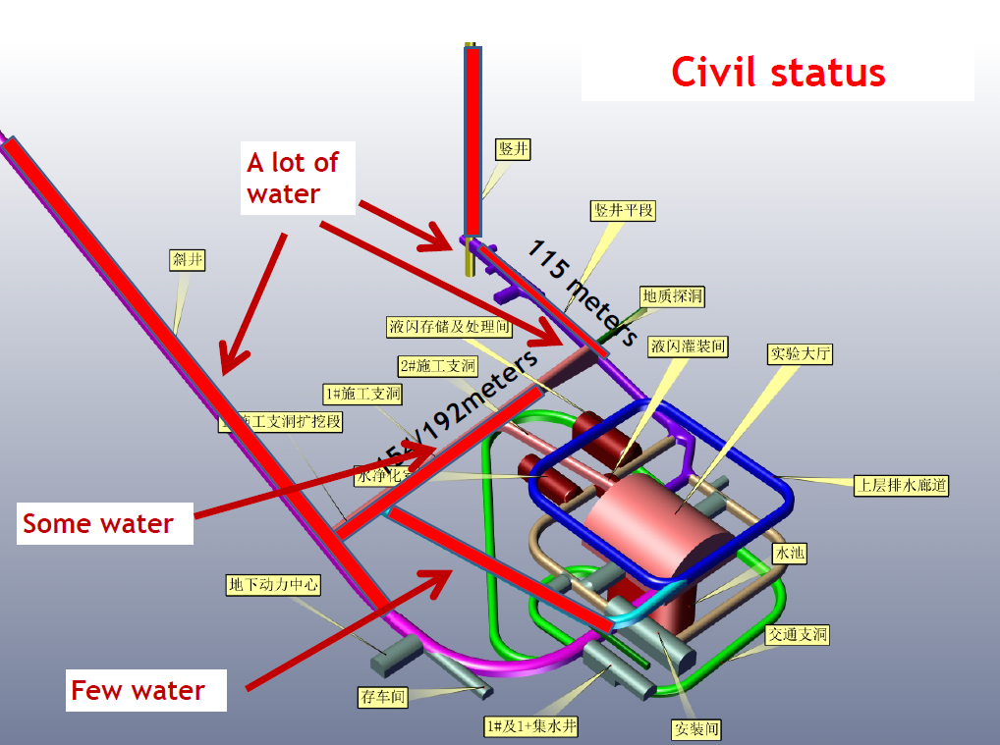 Civil status
A lot of
water
竖井
竖井平段
斜井
115 meters
地质探洞
液闪存储及处理间
液闪灌装间
实验大厅
2#施工支洞
1#施工支洞
施工支洞扩挖段
192meters
水净化
上层排水廊道
Some water
水池
地下动力中心
交通支洞
Few water
存车间
1#及1+集水井
安装间